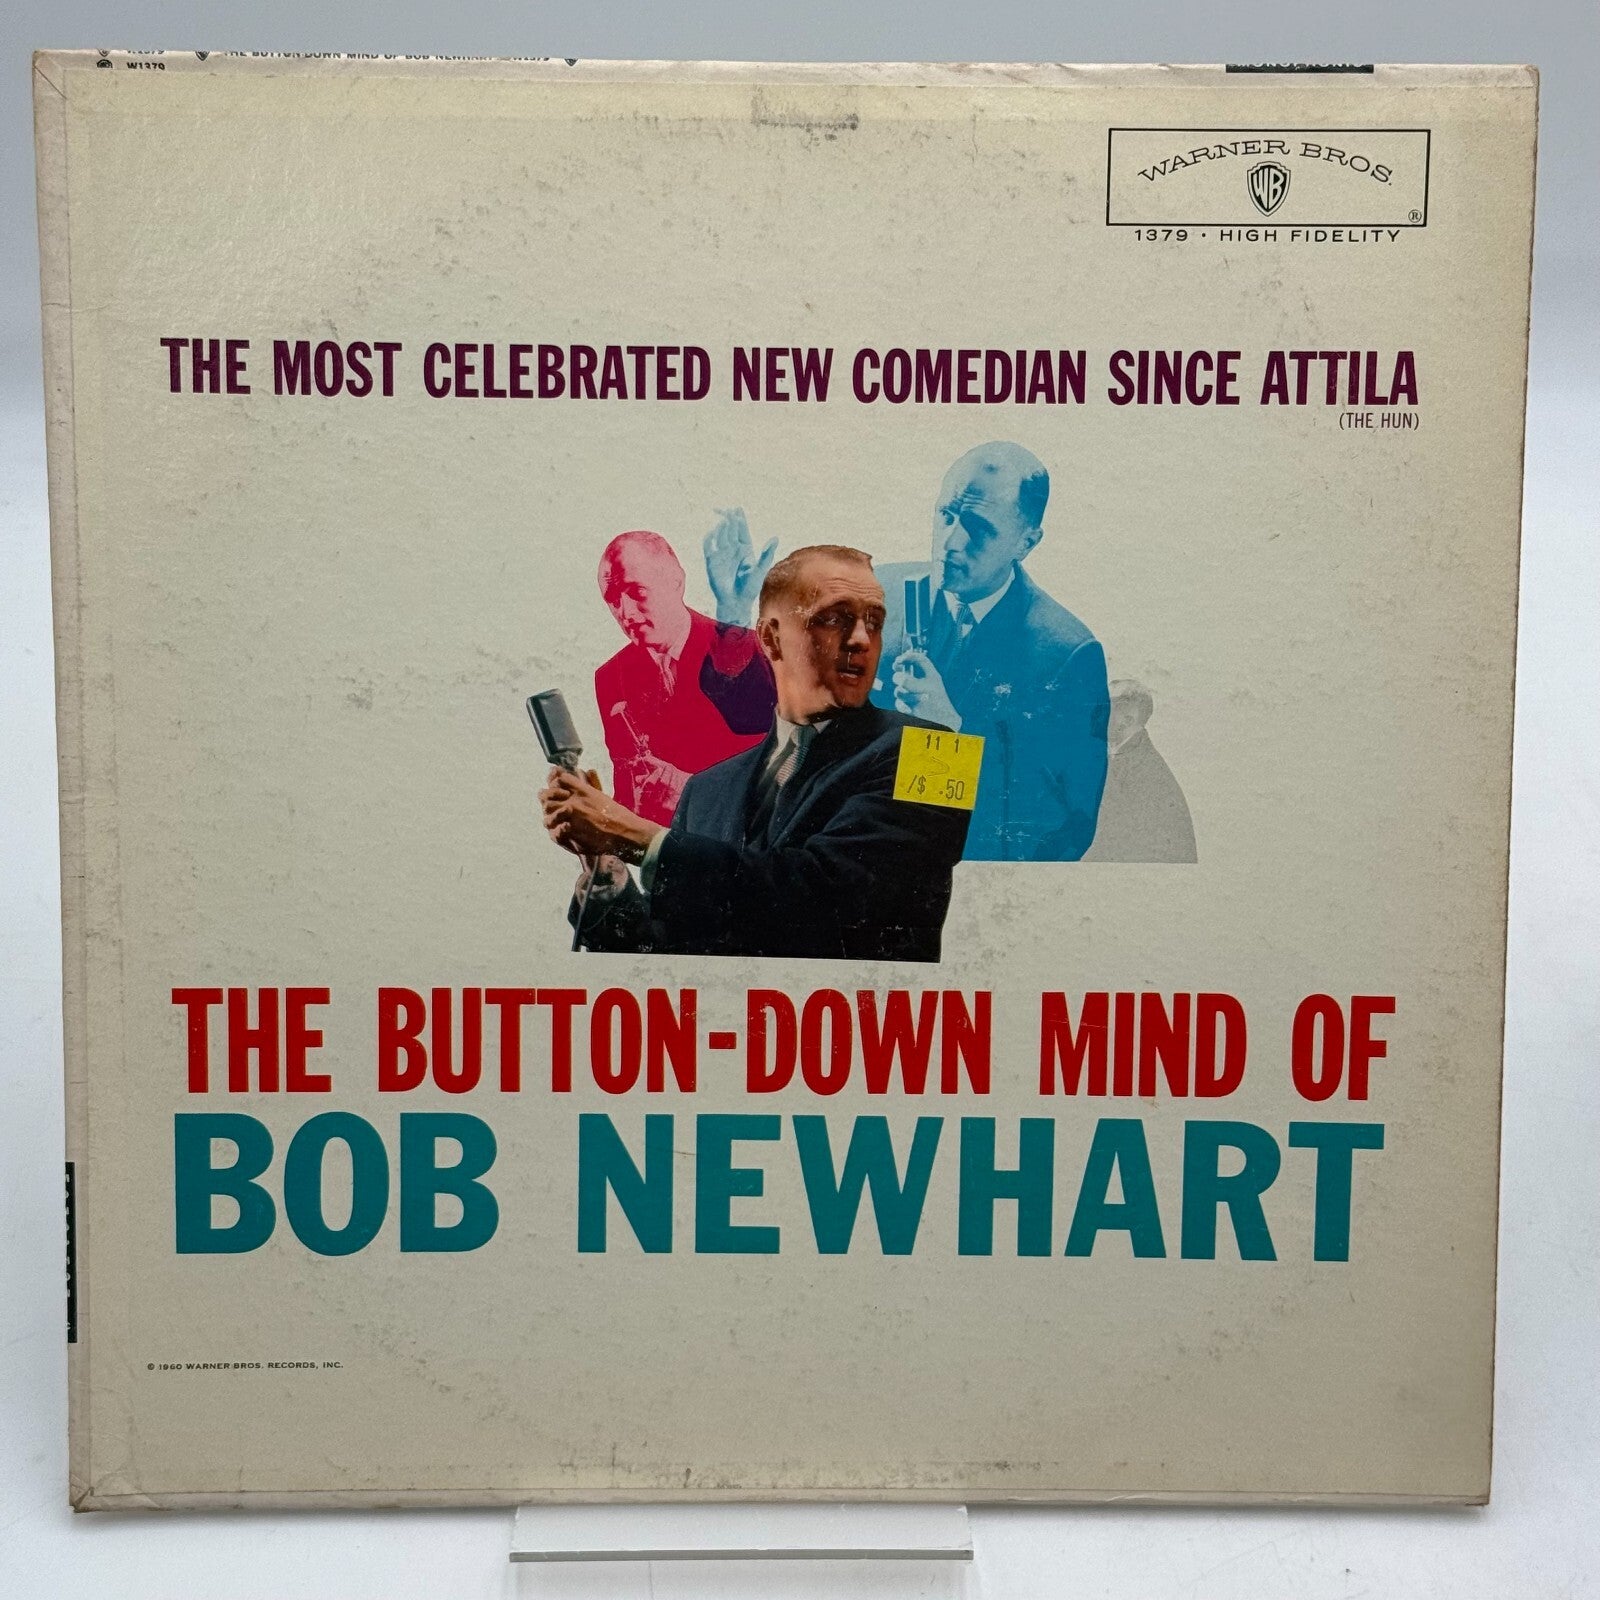 W1379 THE BUTTON-DOWN MIND OF BOB NEWHART W1379
W1379
WARNER BROS.
WB
®
1379 · HIGH FIDELITY
THE MOST CELEBRATED NEW COMEDIAN SINCE ATTILA
(THE HUN)
11 1
/$ .50
THE BUTTON-DOWN MIND OF
BOB NEWHART
© 1960 WARNER BROS. RECORDS, INC.